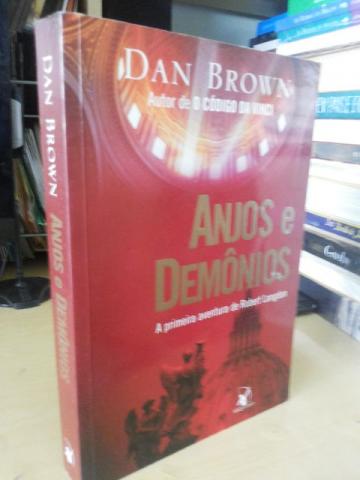 DAN BROWN
Autor de O CÓDIGO DA VINCI
ANJOS e
DEMÔNIOS
A primeira aventura de Robert Langdon
DAN BROWN
ANJOS e DEMÔNIOS